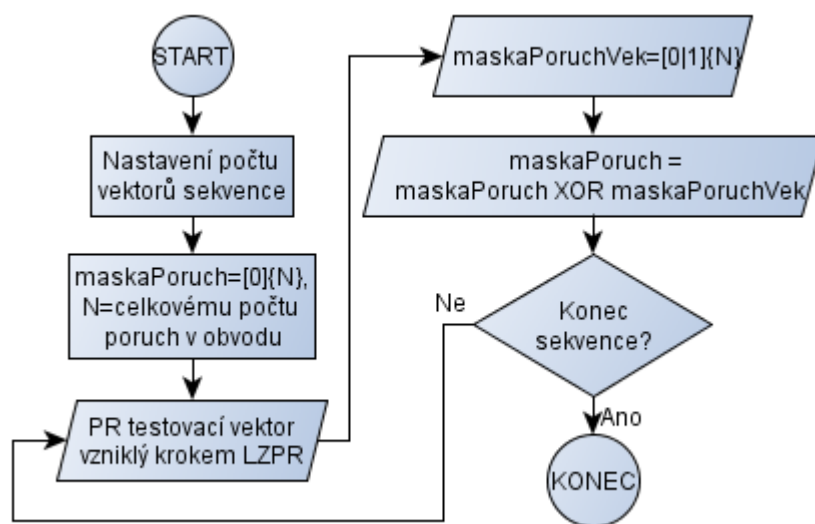 START
Nastavení počtu
vektorů sekvence
maskaPoruch=[0]{N},
N=celkovému počtu
poruch v obvodu
PR testovací vektor
vzniklý krokem LZPR
maskaPoruchVek=[0|1]{N}
maskaPoruch =
maskaPoruch XOR maskaPoruchVek
Konec
sekvence?
Ne
Ano
KONEC